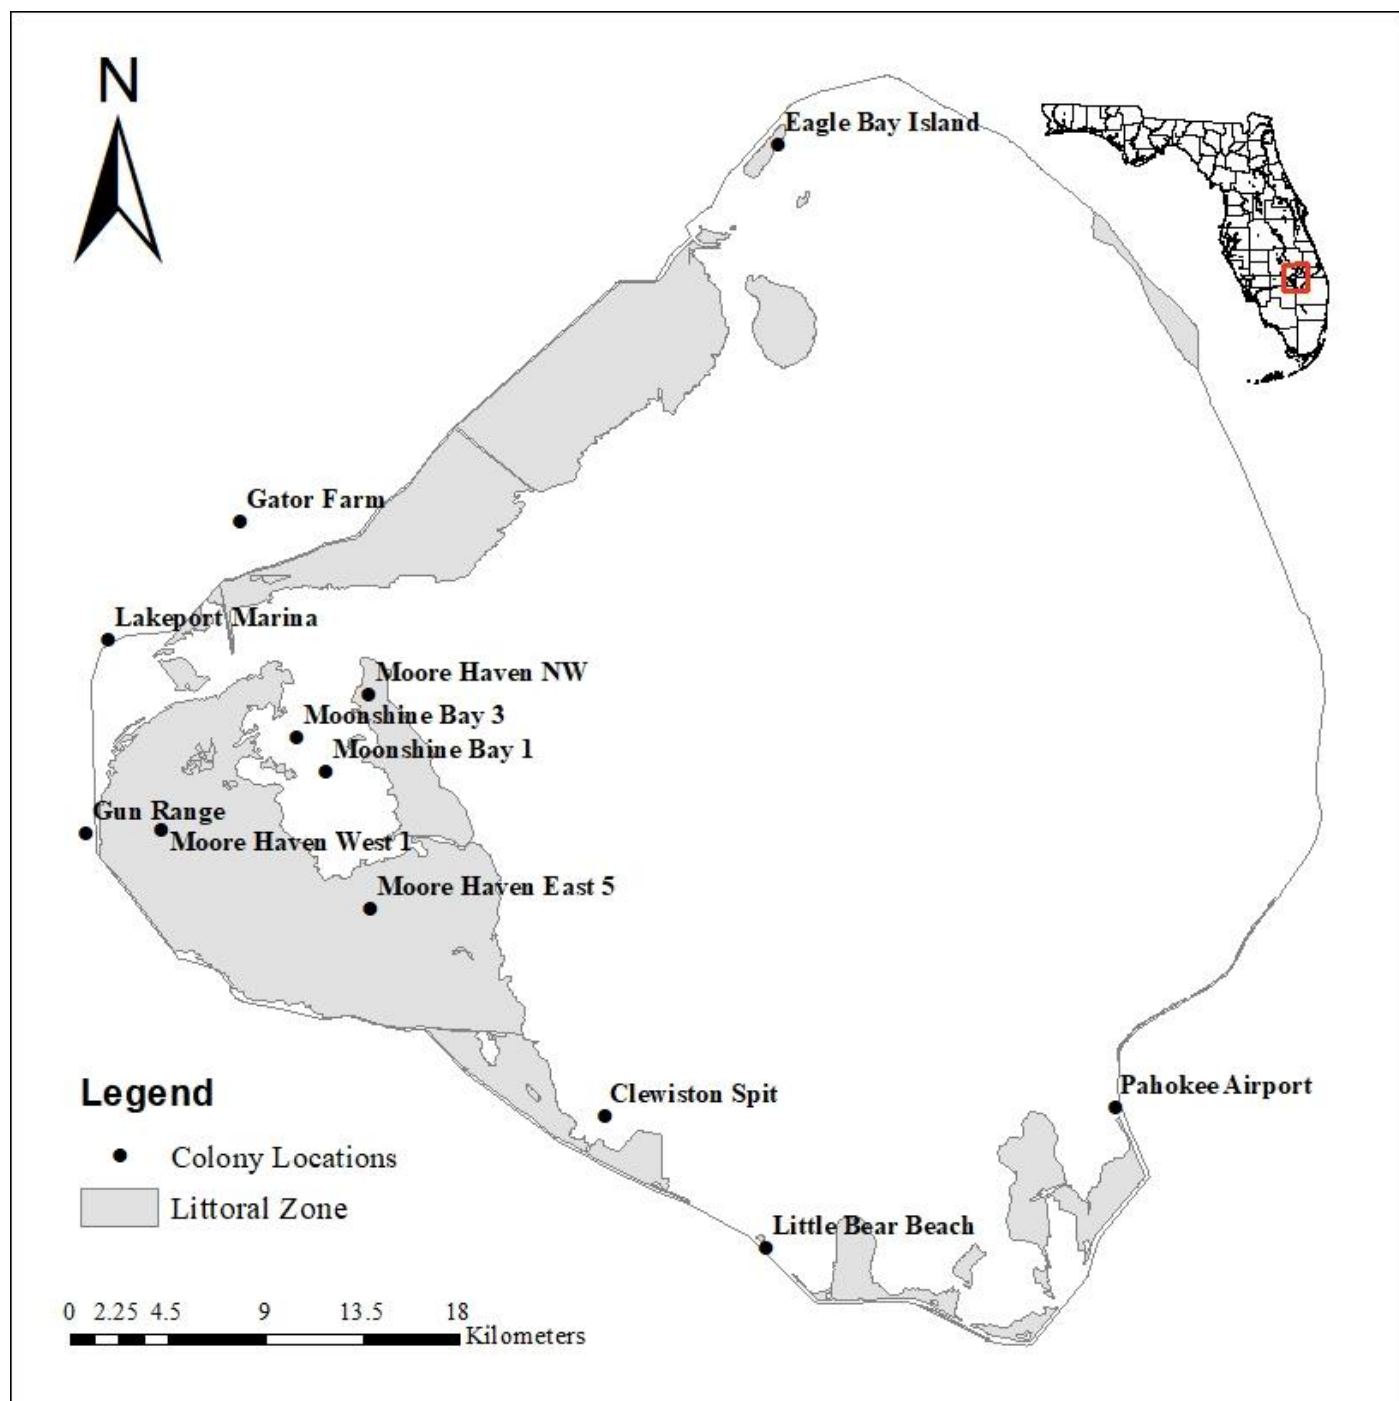 N
Eagle Bay Island
Gator Farm
Lakeport Marina
Moore Haven NW
Moonshine Bay 3
Moonshine Bay 1
Gun Range
Moore Haven West 1
Moore Haven East 5
Legend
Colony Locations
Littoral Zone
Clewiston Spit
Pahokee Airport
Little Bear Beach
0 2.25 4.5 9 13.5 18
Kilometers